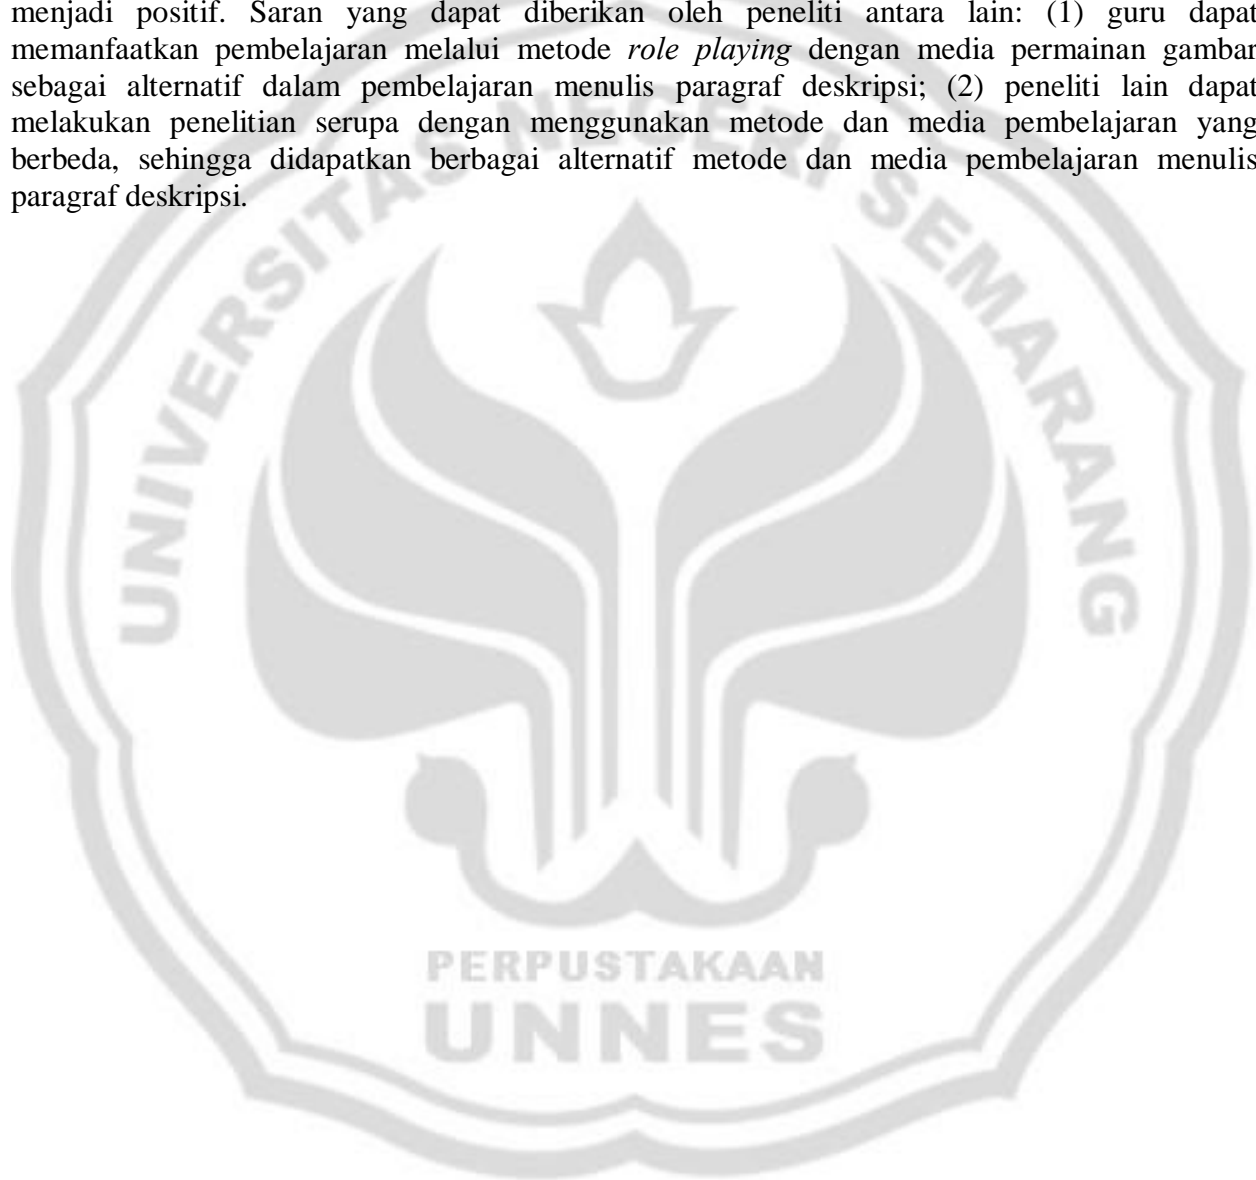 menjadi positif. Saran yang dapat diberikan oleh peneliti antara lain: (1) guru dapat
memanfaatkan pembelajaran melalui metode role playing dengan media permainan gambar
sebagai alternatif dalam pembelajaran menulis paragraf deskripsi; (2) peneliti lain dapat
melakukan penelitian serupa dengan menggunakan metode dan media pembelajaran yang
berbeda, sehingga didapatkan berbagai alternatif metode dan media pembelajaran menulis
paragraf deskripsi.
UNIVERSITAS NEGERI SEMARANG
PERPUSTAKAAN
UNNES